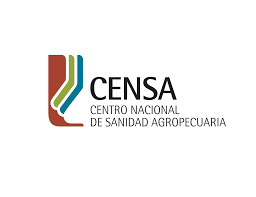 CENSA
CENTRO NACIONAL
DE SANIDAD AGROPECUARIA